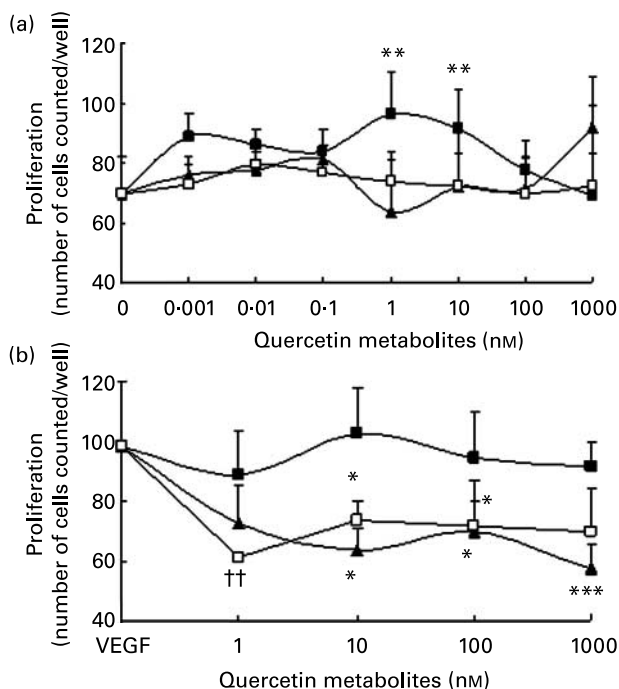 (a)
120
100
80
60
40
Proliferation
(number of cells counted/well)
** **
0 0·001 0·01 0·1 1 10 100 1000
Quercetin metabolites (nM)
(b)
120
100
80
60
40
Proliferation
(number of cells counted/well)
*
*
†† * * ***
VEGF 1 10 100 1000
Quercetin metabolites (nM)